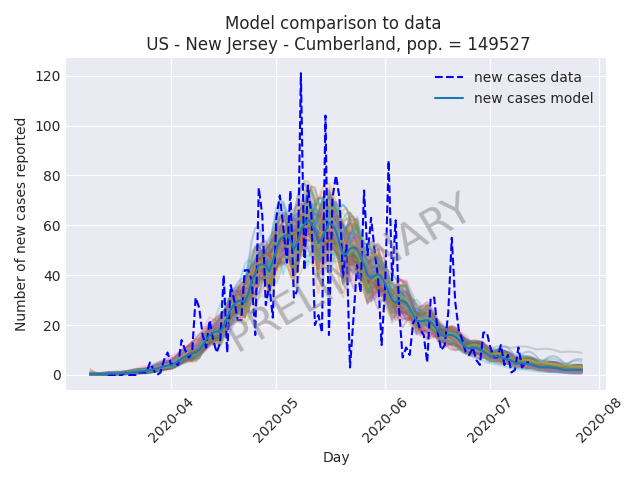 Model comparison to data
US - New Jersey - Cumberland, pop. = 149527
Number of new cases reported
120
100
80
60
40
20
0
new cases data
new cases model
PRELIMINARY
2020-04
2020-05
2020-06
2020-07
2020-08
Day